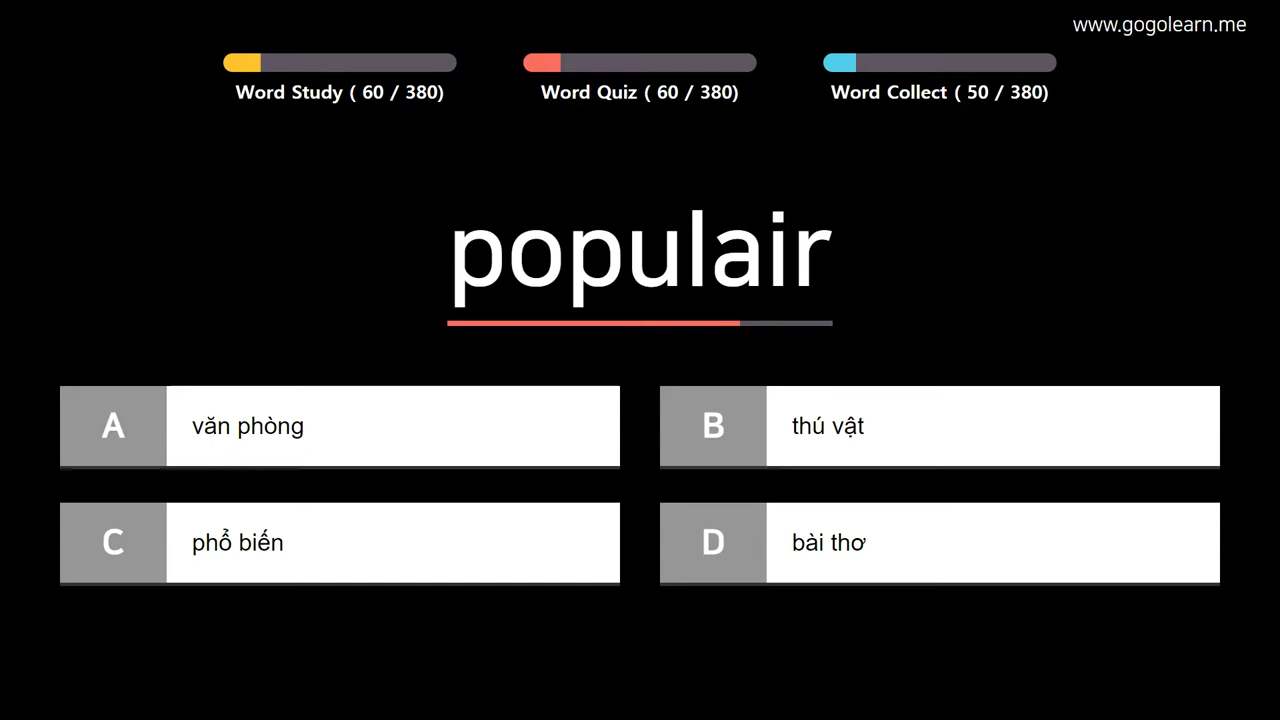 www.gogolearn.me
Word Study ( 60 / 380)
Word Quiz ( 60 / 380)
Word Collect ( 50 / 380)
populair
A văn phòng
B thú vật
C phổ biến
D bài thơ